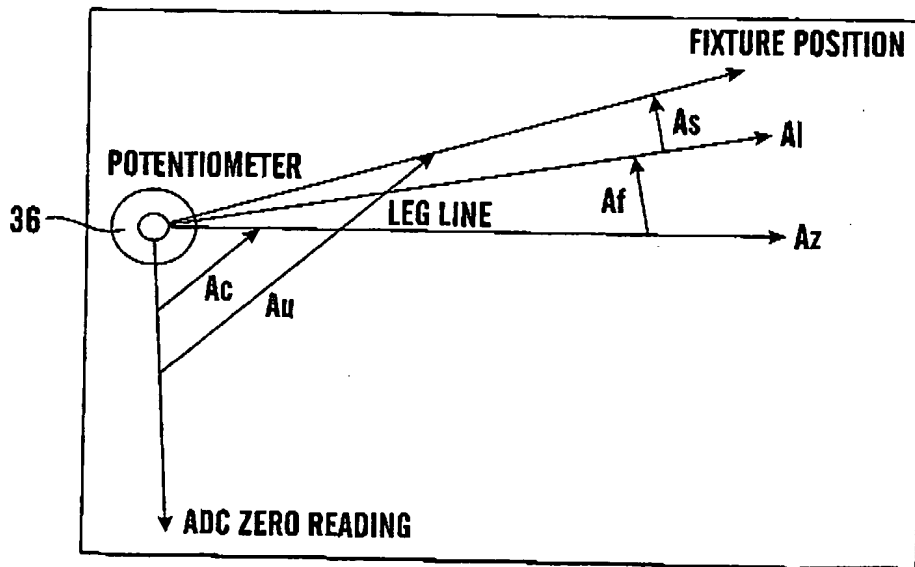 FIXTURE POSITION
As
Al
POTENTIOMETER
Af
36
LEG LINE
Az
Ac
Au
ADC ZERO READING